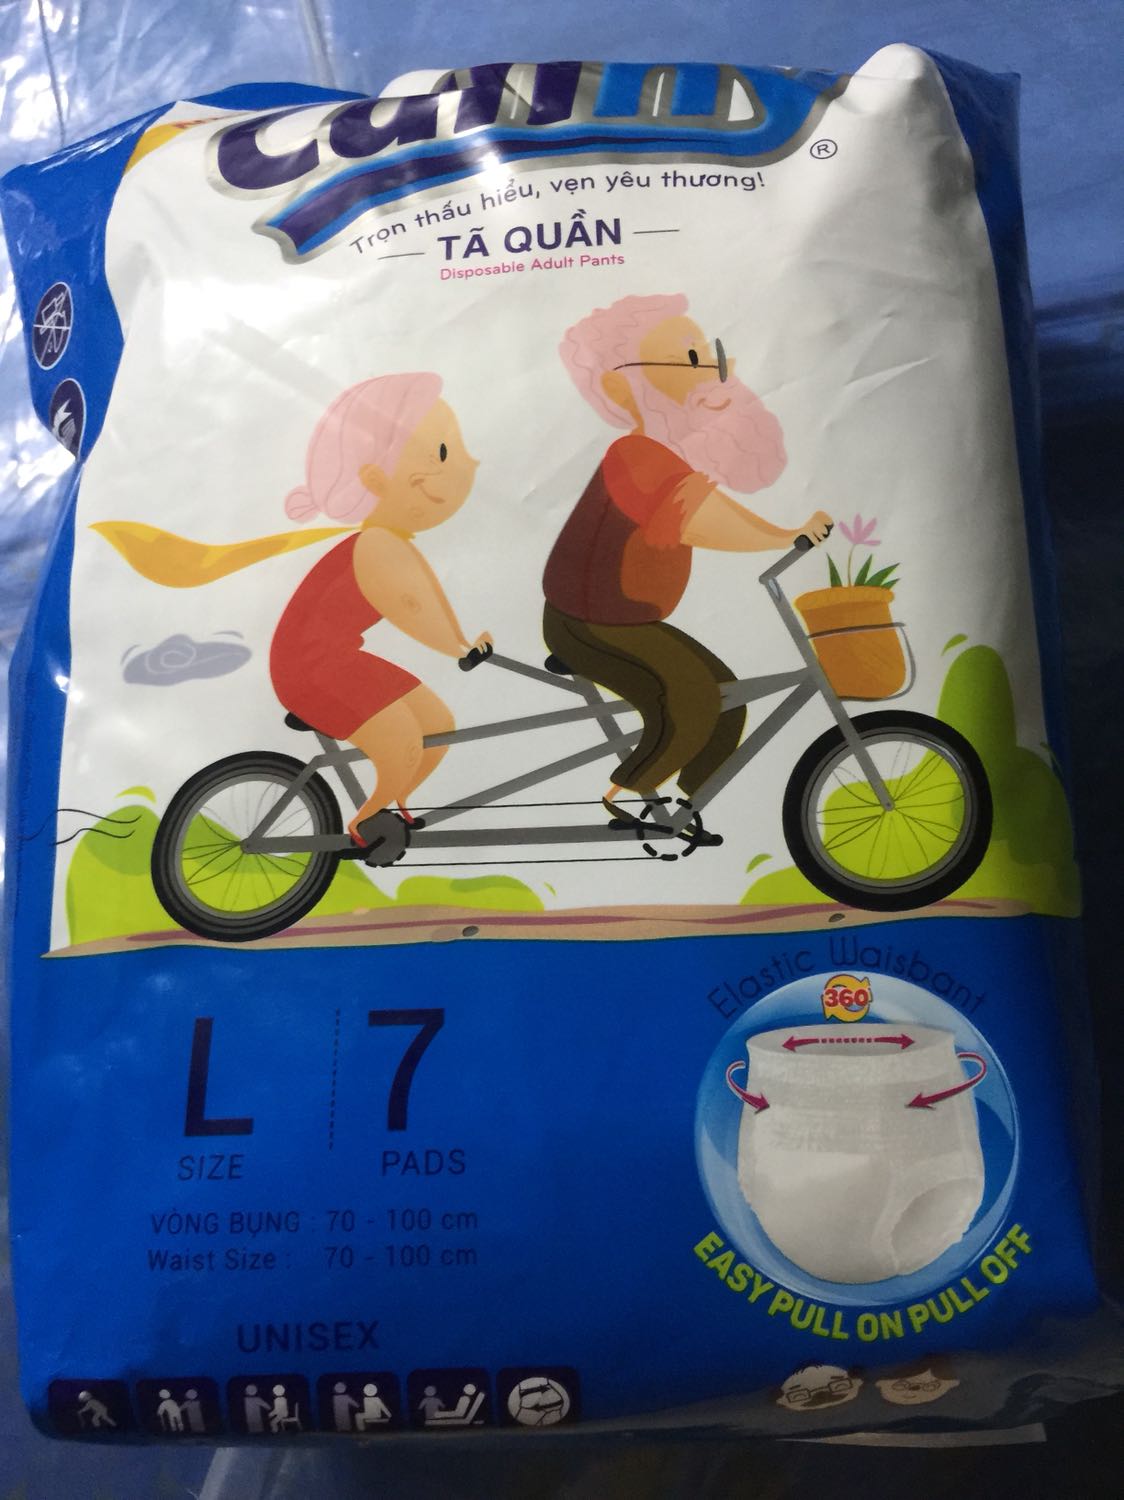 ®
Trọn thấu hiểu, vẹn yêu thương!
TÃ QUẦN
Disposable Adult Pants
Elastic Waisbant
360
L
SIZE
7
PADS
VÒNG BỤNG : 70 - 100 cm
Waist Size : 70 - 100 cm
EASY PULL ON PULL OFF
UNISEX